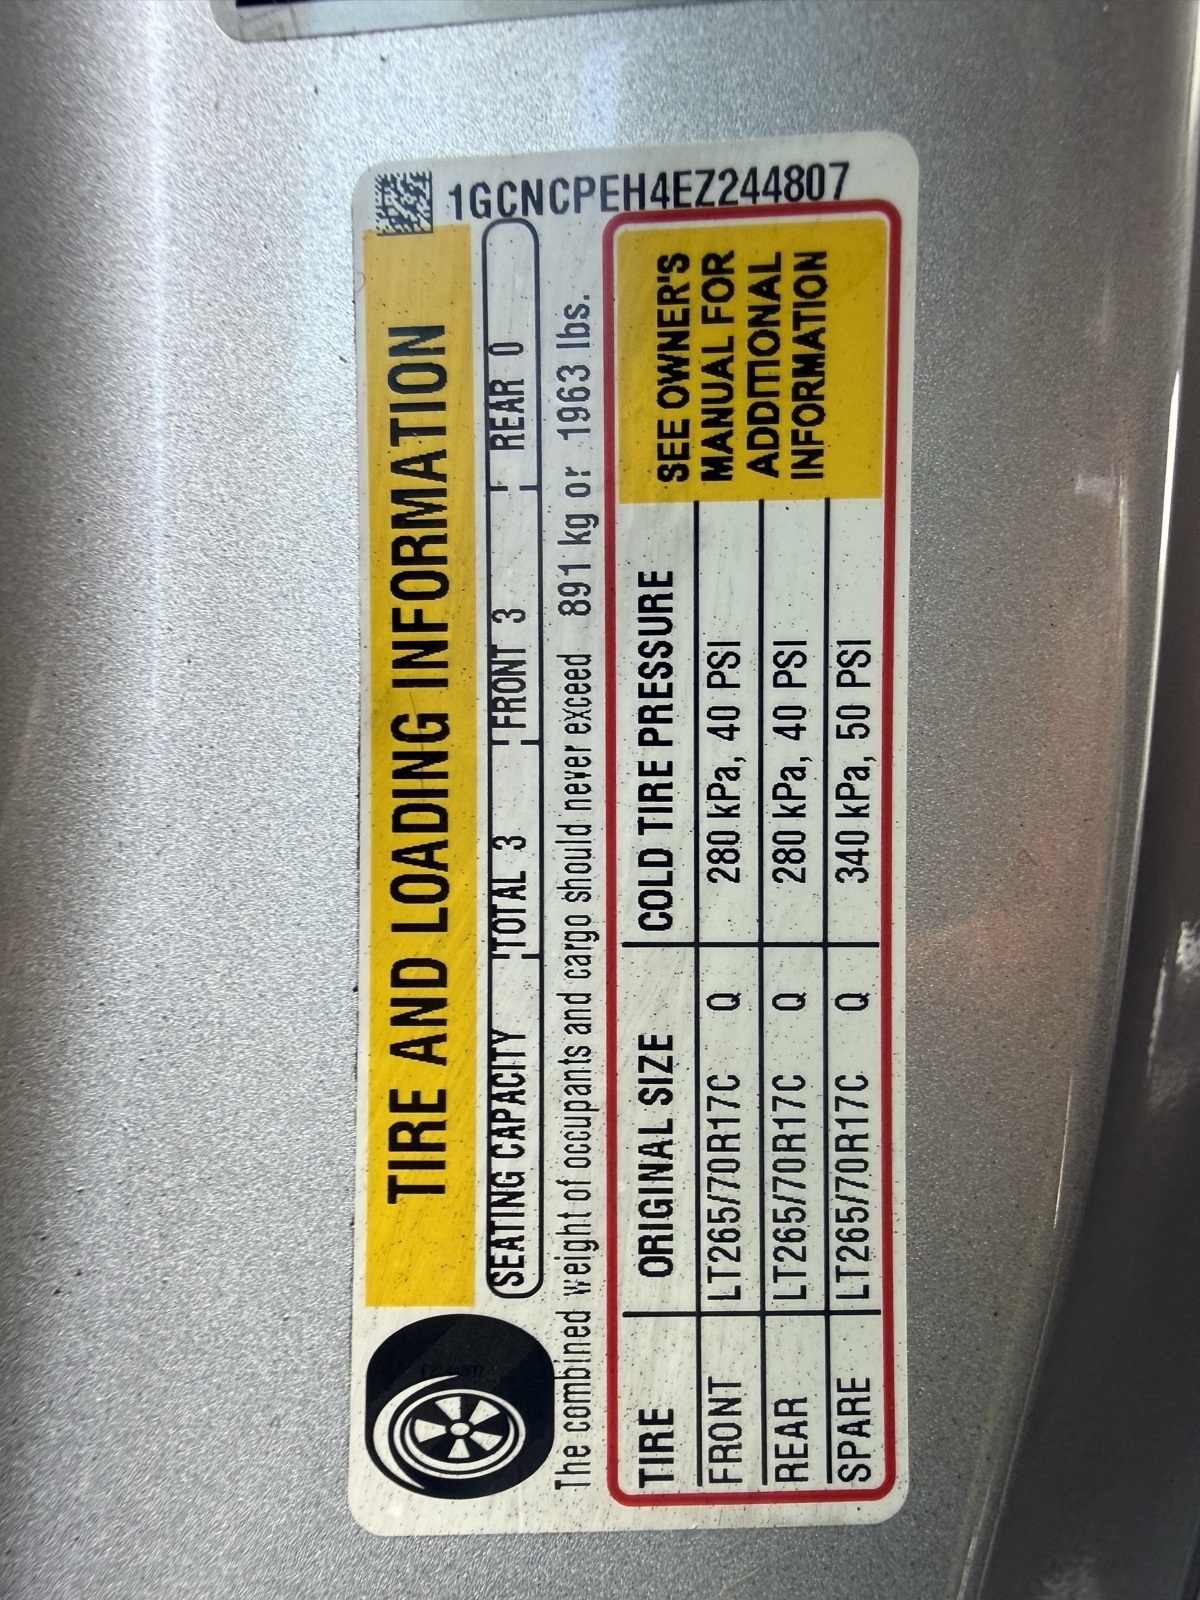 1GCNCPEH4EZ244807
TIRE AND LOADING INFORMATION
SEATING CAPACITY TOTAL 3 FRONT 3 REAR 0
The combined weight of occupants and cargo should never exceed 891 kg or 1963 lbs.
TIRE ORIGINAL SIZE COLD TIRE PRESSURE
FRONT LT265/70R17C Q 280 kPa, 40 PSI
REAR LT265/70R17C Q 280 kPa, 40 PSI
SPARE LT265/70R17C Q 340 kPa, 50 PSI
SEE OWNER'S
MANUAL FOR
ADDITIONAL
INFORMATION